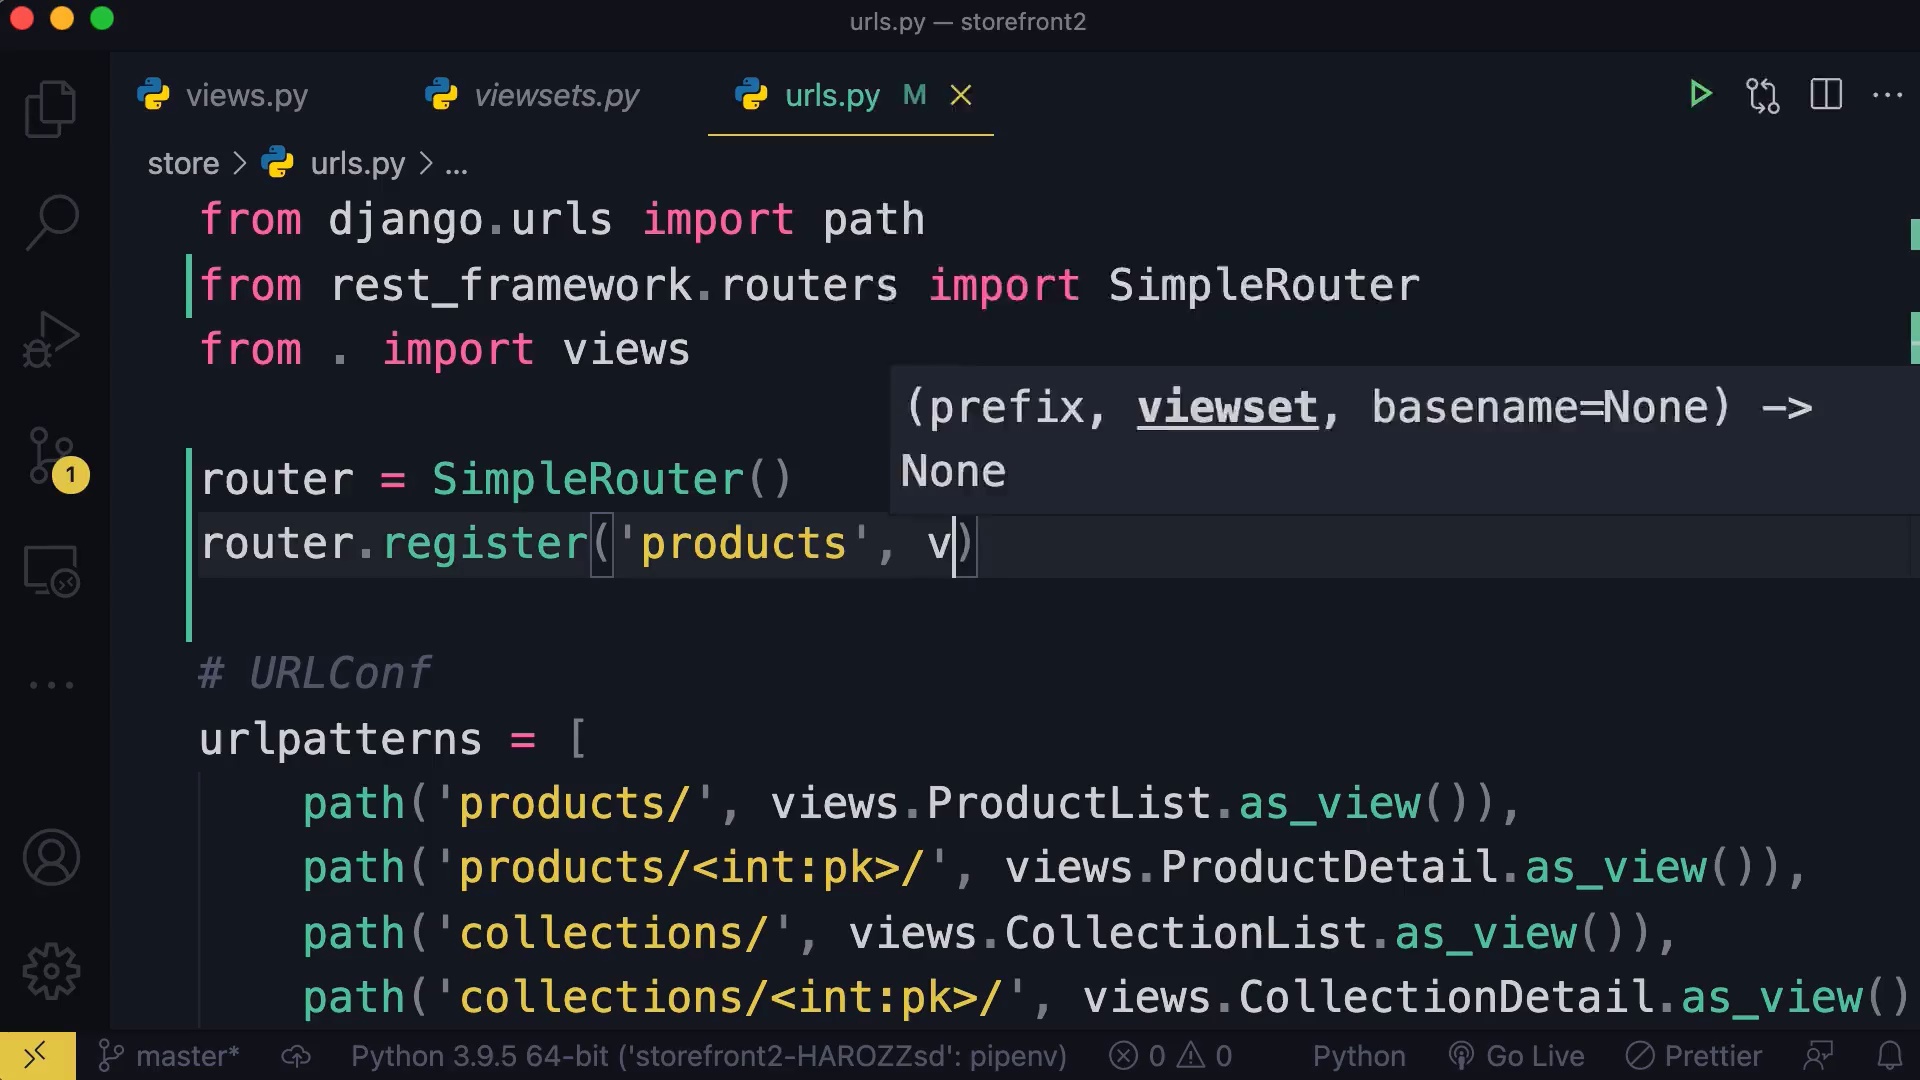 urls.py — storefront2
views.py viewsets.py urls.py M
store > urls.py > ...
from django.urls import path
from rest_framework.routers import SimpleRouter
from . import views
(prefix, viewset, basename=None) ->
None
router = SimpleRouter()
router.register('products', v)
# URLConf
urlpatterns = [
path('products/', views.ProductList.as_view()),
path('products/<int:pk>/', views.ProductDetail.as_view()),
path('collections/', views.CollectionList.as_view()),
path('collections/<int:pk>/', views.CollectionDetail.as_view()
1
master* Python 3.9.5 64-bit ('storefront2-HAROZZsd': pipenv) 0 0 Python Go Live Prettier